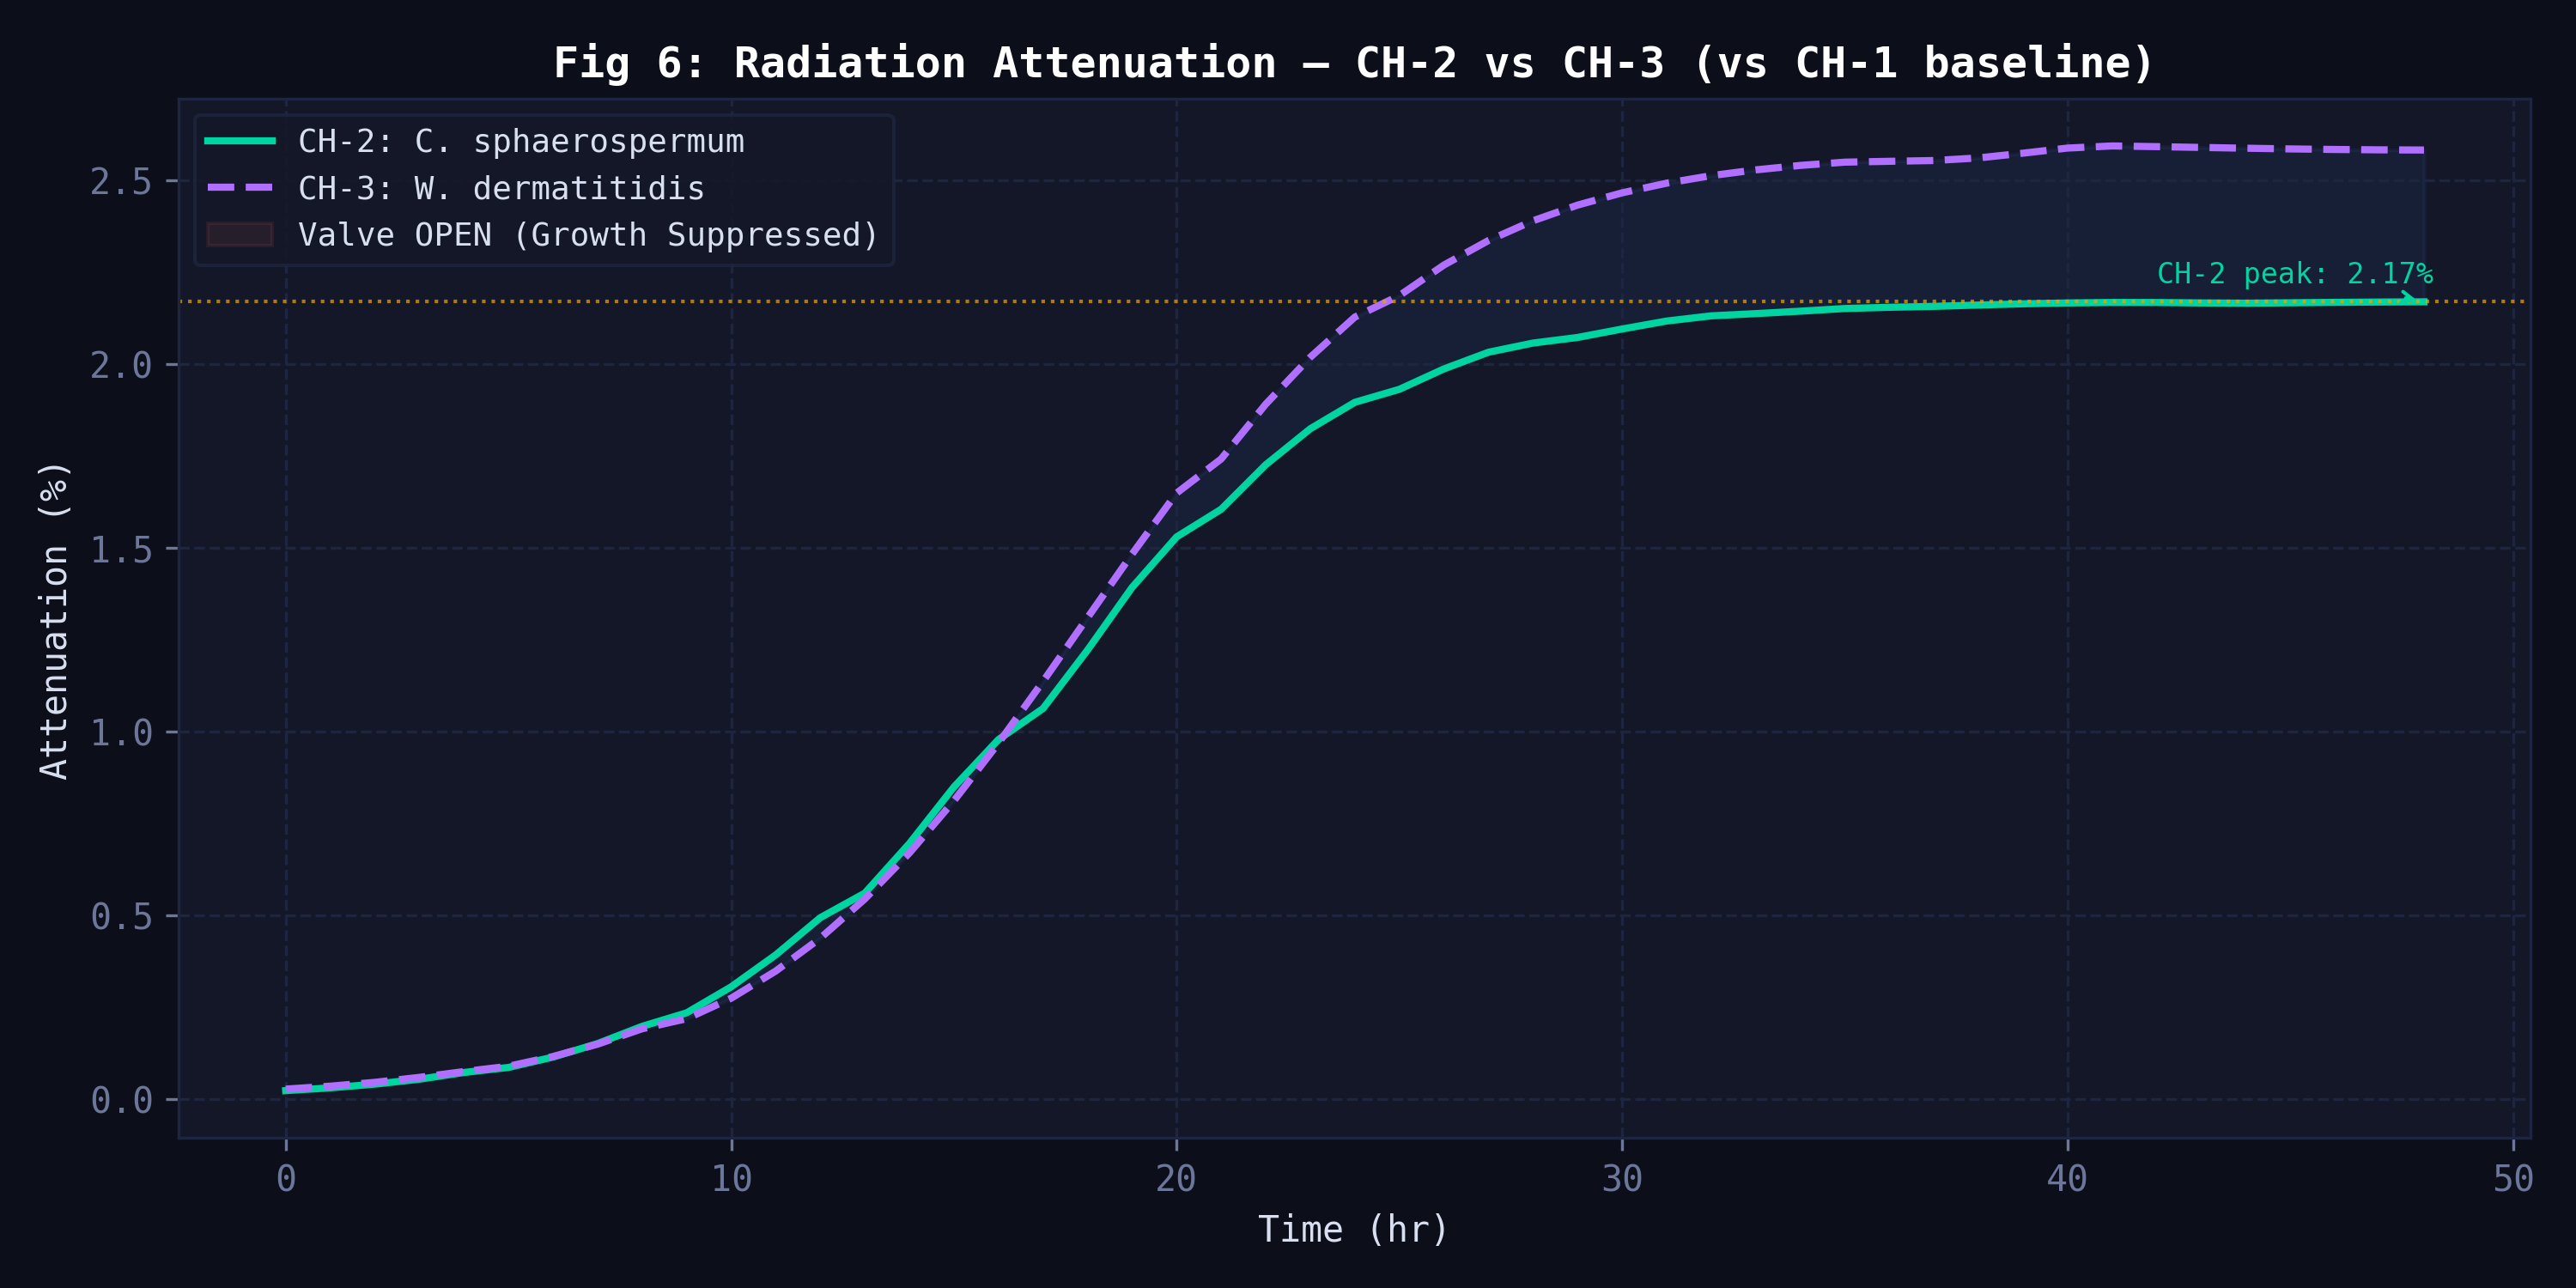 Fig 6: Radiation Attenuation — CH-2 vs CH-3 (vs CH-1 baseline)
CH-2: C. sphaerospermum
CH-3: W. dermatitidis
Valve OPEN (Growth Suppressed)
CH-2 peak: 2.17%
Attenuation (%)
2.5
2.0
1.5
1.0
0.5
0.0
0 10 20 30 40 50
Time (hr)